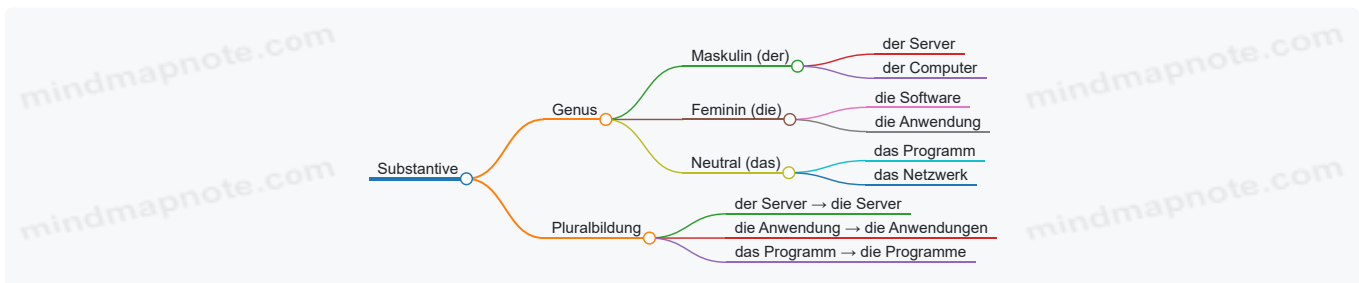 mindmapnote.com
mindmapnote.com
mindmapnote.com
mindmapnote.com
Substantive
Genus
Maskulin (der)
der Server
der Computer
Feminin (die)
die Software
die Anwendung
Neutral (das)
das Programm
das Netzwerk
Pluralbildung
der Server → die Server
die Anwendung → die Anwendungen
das Programm → die Programme